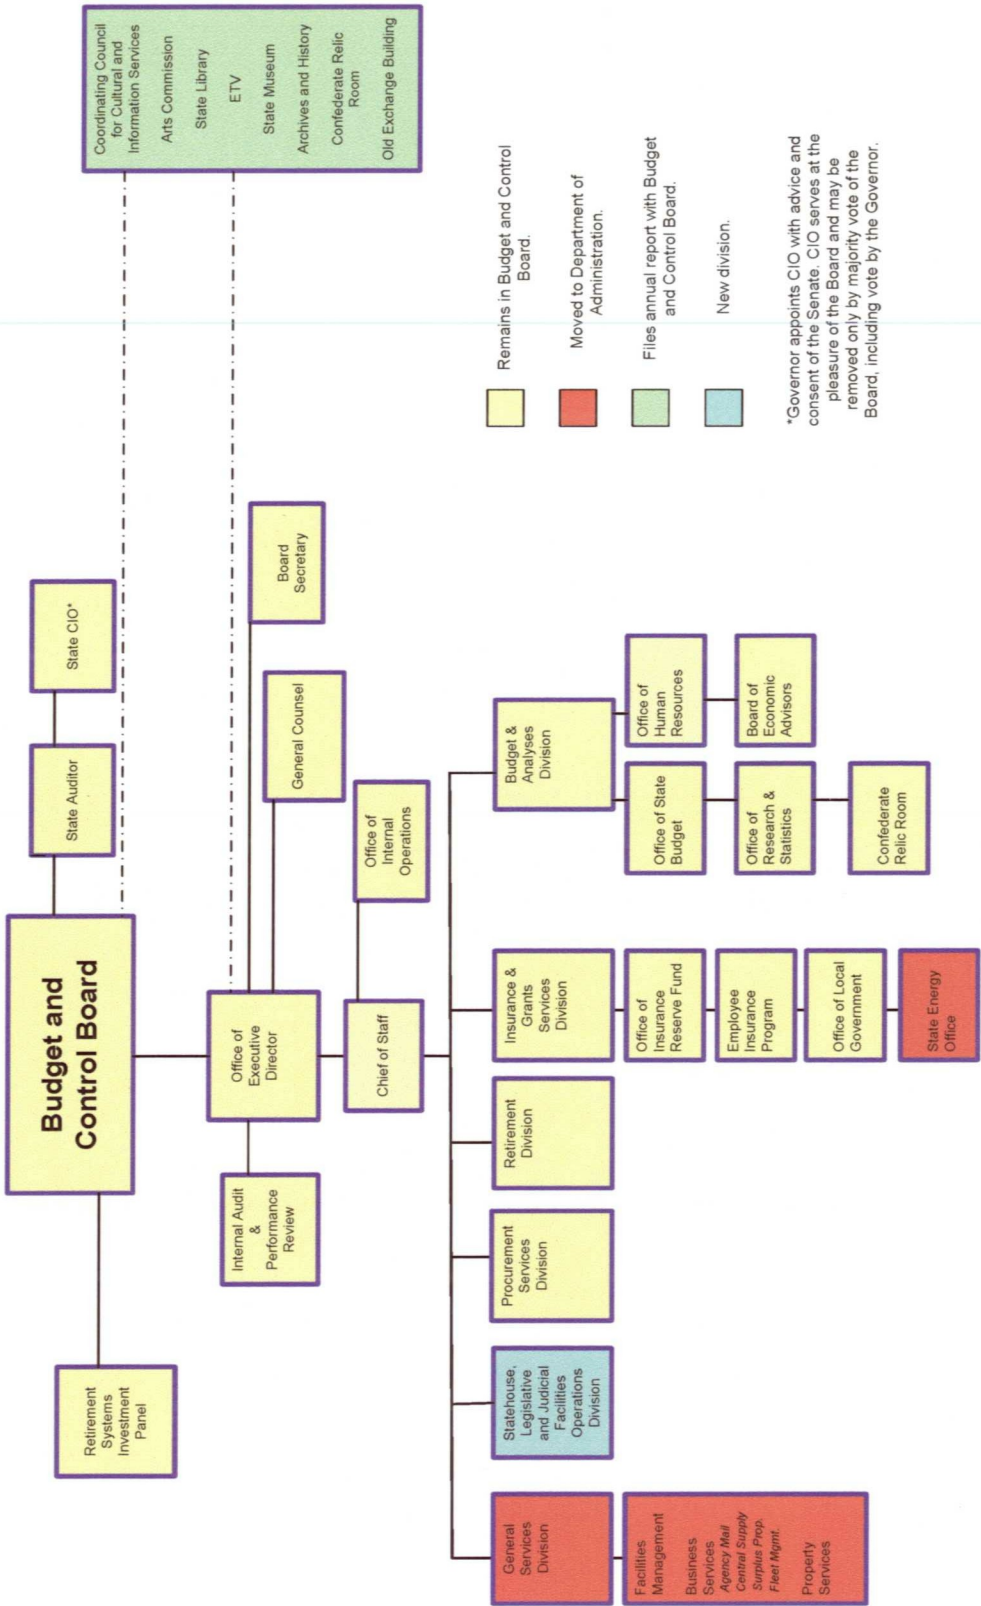 Budget and
Control Board
Retirement
Systems
Investment
Panel
State Auditor
State CIO*
Coordinating Council
for Cultural and
Information Services
Arts Commission
State Library
ETV
State Museum
Archives and History
Confederate Relic
Room
Old Exchange Building
Internal Audit
&
Performance
Review
Office of
Executive
Director
Board
Secretary
General Counsel
Chief of Staff
Office of
Internal
Operations
General
Services
Division
Facilities
Management
Business
Services
Agency Mail
Central Supply
Surplus Prop.
Fleet Mgmt.
Property
Services
Statehouse,
Legislative
and Judicial
Facilities
Operations
Division
Procurement
Services
Division
Retirement
Division
Insurance &
Grants
Services
Division
Office of
Insurance
Reserve Fund
Employee
Insurance
Program
Office of Local
Government
State Energy
Office
Budget &
Analyses
Division
Office of State
Budget
Office of
Human
Resources
Office of
Research &
Statistics
Board of
Economic
Advisors
Confederate
Relic Room
Remains in Budget and Control
Board.
Moved to Department of
Administration.
Files annual report with Budget
and Control Board.
New division.
*Governor appoints CIO with advice and
consent of the Senate. CIO serves at the
pleasure of the Board and may be
removed only by majority vote of the
Board, including vote by the Governor.